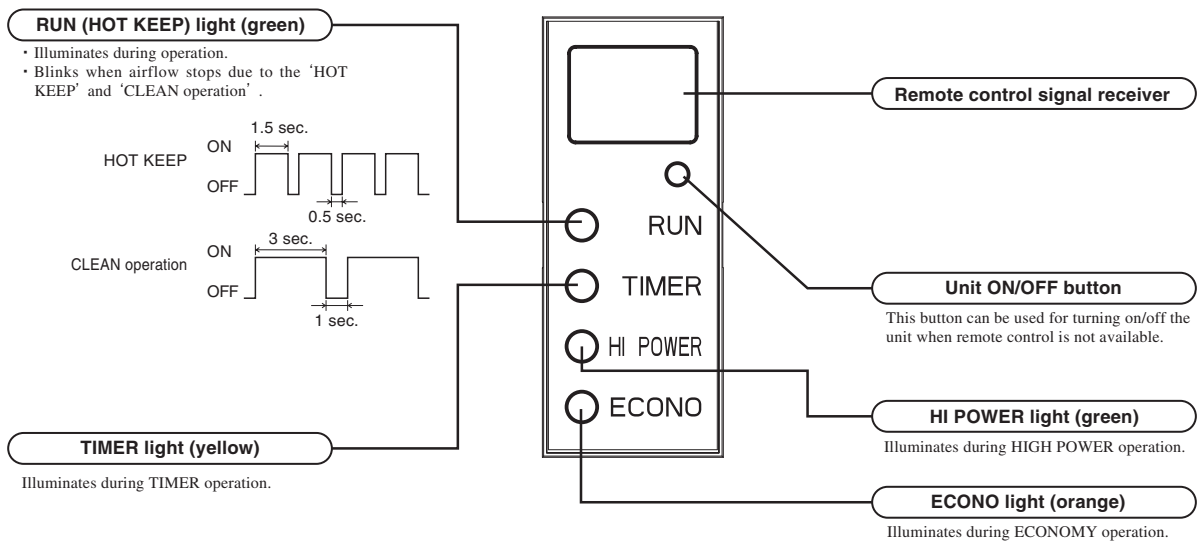 RUN (HOT KEEP) light (green)
・Illuminates during operation.
・Blinks when airflow stops due to the ‘HOT
KEEP’ and ‘CLEAN operation’ .
HOT KEEP
ON
OFF
1.5 sec.
0.5 sec.
CLEAN operation
ON
OFF
3 sec.
1 sec.
TIMER light (yellow)
Illuminates during TIMER operation.
RUN
TIMER
HI POWER
ECONO
Remote control signal receiver
Unit ON/OFF button
This button can be used for turning on/off the
unit when remote control is not available.
HI POWER light (green)
Illuminates during HIGH POWER operation.
ECONO light (orange)
Illuminates during ECONOMY operation.